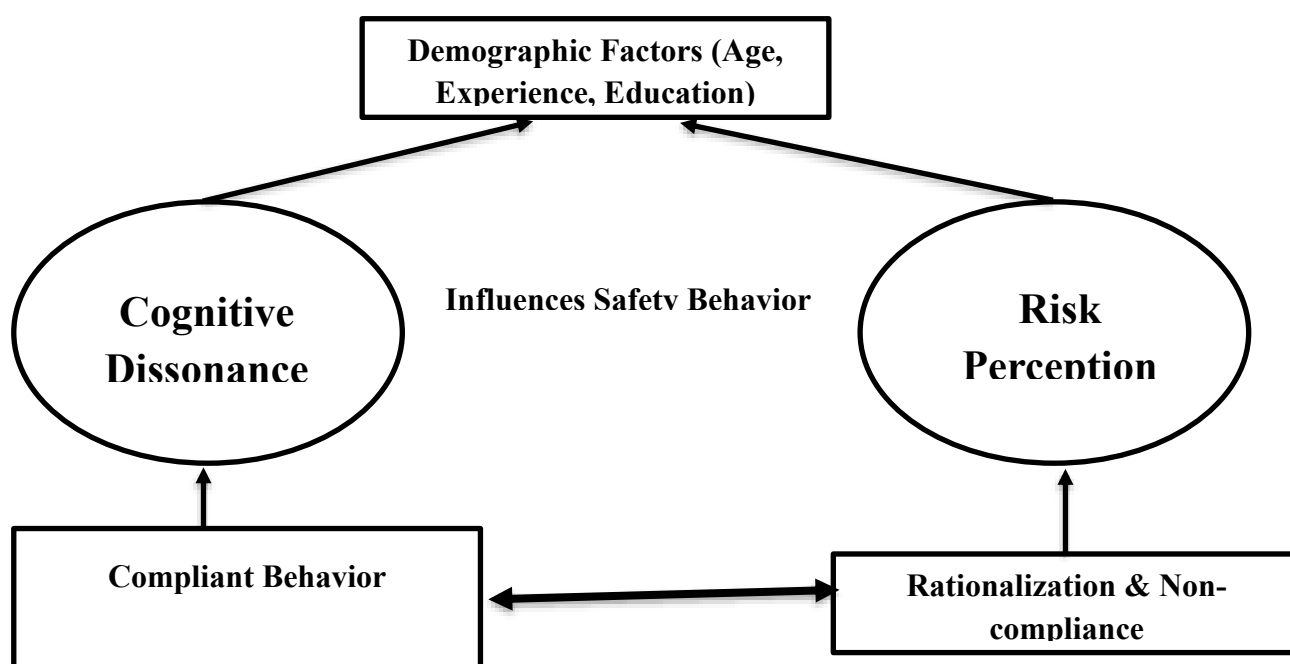 Demographic Factors (Age,
Experience, Education)
Influences Safety Behavior
Cognitive
Dissonance
Risk
Perception
Compliant Behavior
Rationalization & Non-
compliance